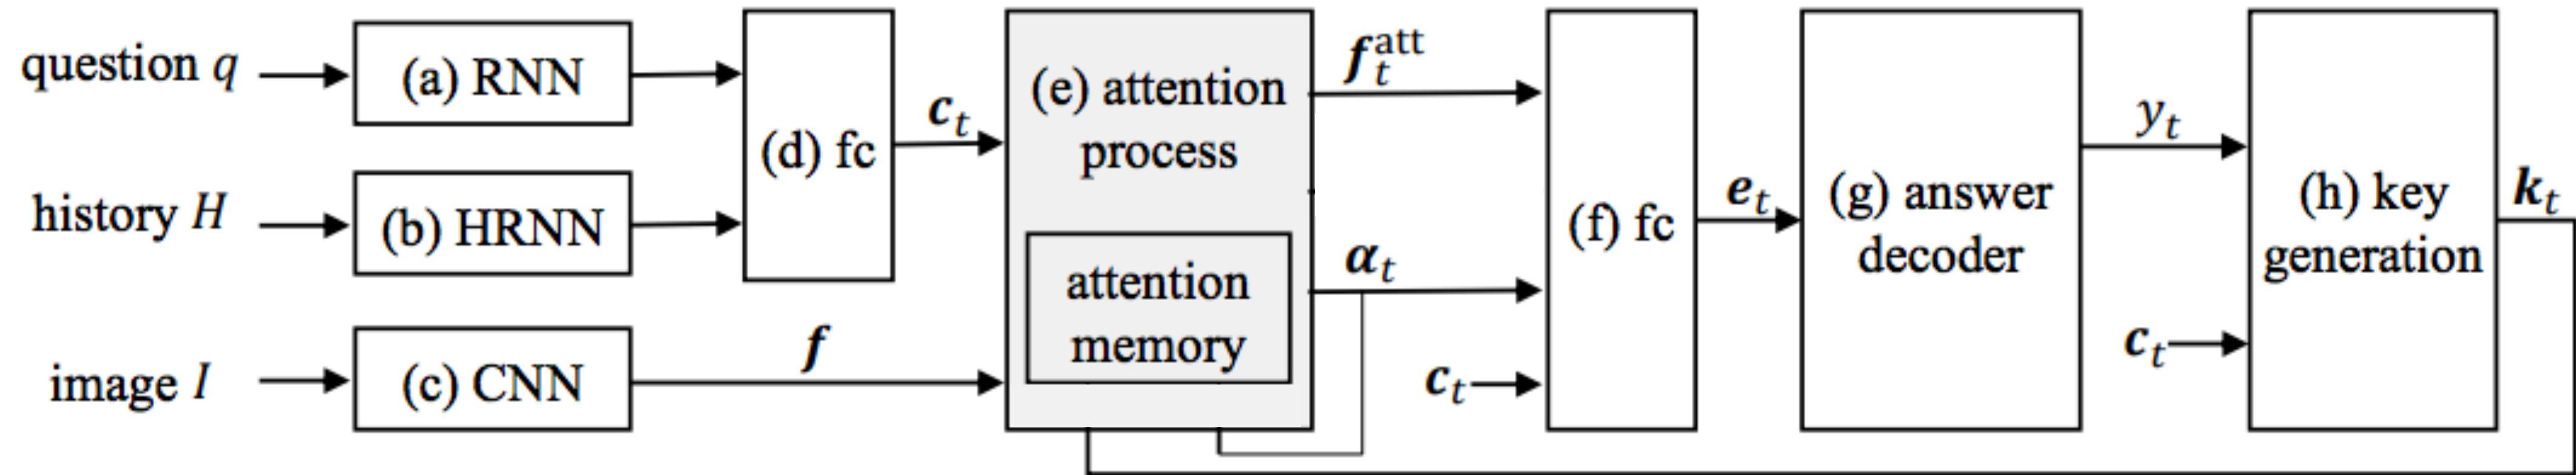 question q
(a) RNN
history H
(b) HRNN
image I
(c) CNN
f
(d) fc
c_t
(e) attention
process
attention
memory
f_t^att
α_t
c_t
(f) fc
e_t
(g) answer
decoder
y_t
c_t
(h) key
generation
k_t